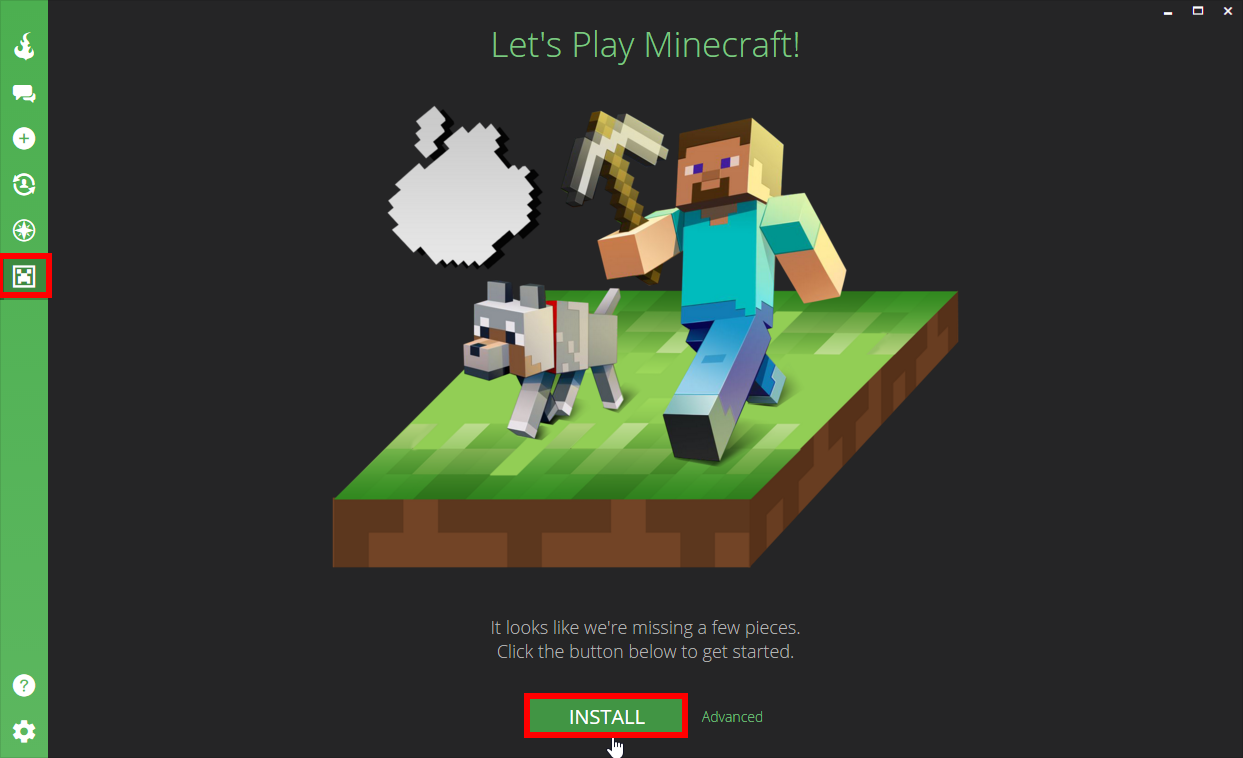 Let's Play Minecraft!
It looks like we're missing a few pieces.
Click the button below to get started.
INSTALL
Advanced